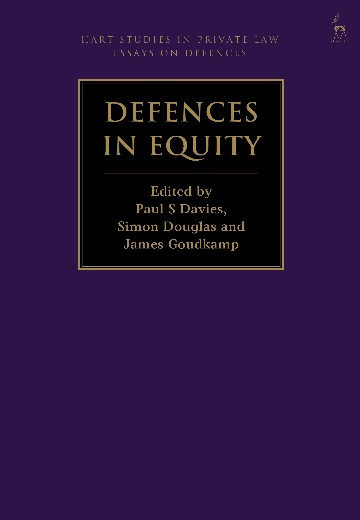 HART STUDIES IN PRIVATE LAW
ESSAYS ON DEFENCES
DEFENCES
IN EQUITY
Edited by
Paul S Davies,
Simon Douglas and
James Goudkamp